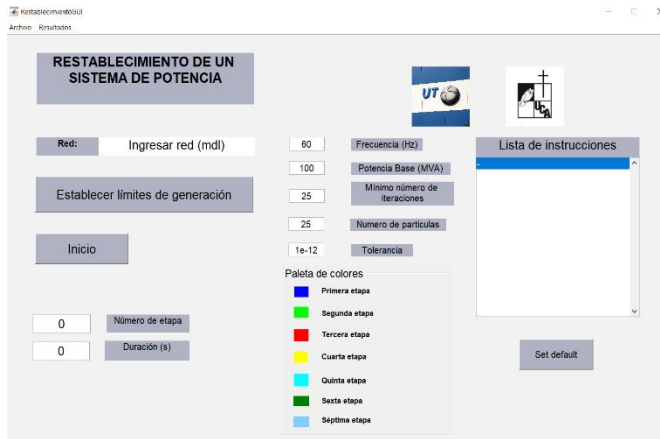 RestablecimientoGUI
Archivo Resultados
RESTABLECIMIENTO DE UN
SISTEMA DE POTENCIA
UT
UCA
Red:
Ingresar red (mdl)
Establecer límites de generación
Inicio
0
Número de etapa
0
Duración (s)
60
Frecuencia (Hz)
100
Potencia Base (MVA)
25
Mínimo número de
iteraciones
25
Numero de particulas
1e-12
Tolerancia
Paleta de colores
Primera etapa
Segunda etapa
Tercera etapa
Cuarta etapa
Quinta etapa
Sexta etapa
Séptima etapa
Lista de instrucciones
Set default